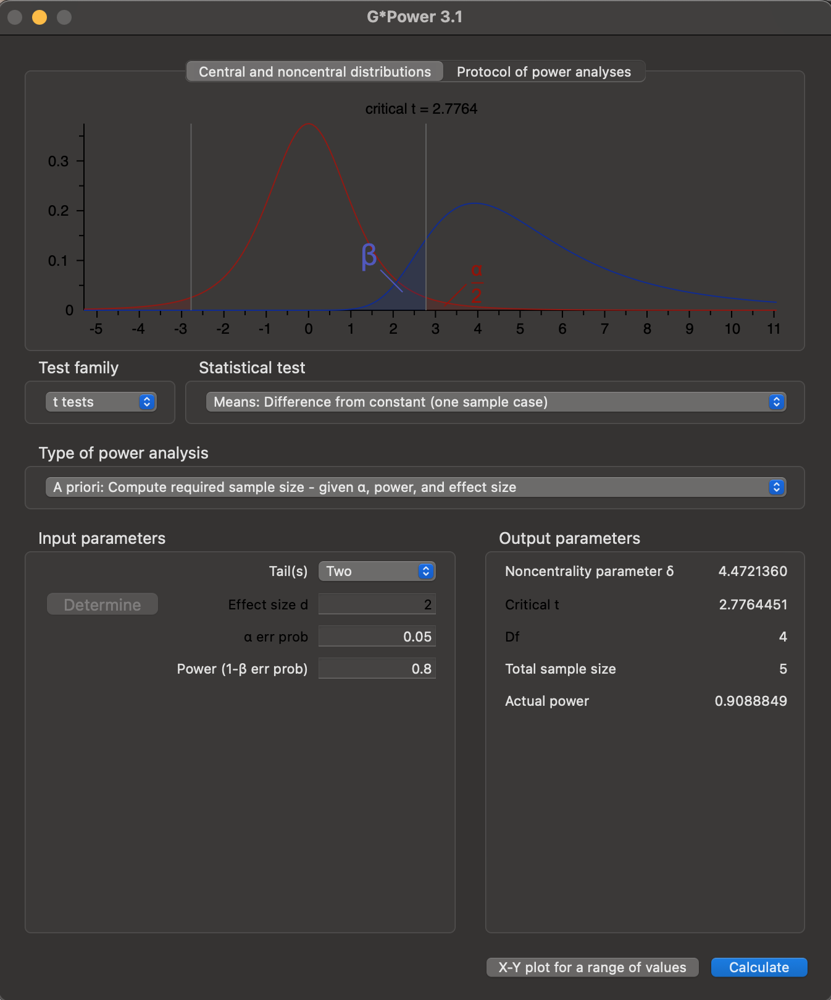 G*Power 3.1
Central and noncentral distributions Protocol of power analyses
critical t = 2.7764
0.3
0.2
0.1
0
β
α
2
-5 -4 -3 -2 -1 0 1 2 3 4 5 6 7 8 9 10 11
Test family
t tests
Statistical test
Means: Difference from constant (one sample case)
Type of power analysis
A priori: Compute required sample size - given α, power, and effect size
Input parameters
Tail(s) Two
Determine Effect size d 2
α err prob 0.05
Power (1-β err prob) 0.8
Output parameters
Noncentrality parameter δ 4.4721360
Critical t 2.7764451
Df 4
Total sample size 5
Actual power 0.9088849
X-Y plot for a range of values Calculate